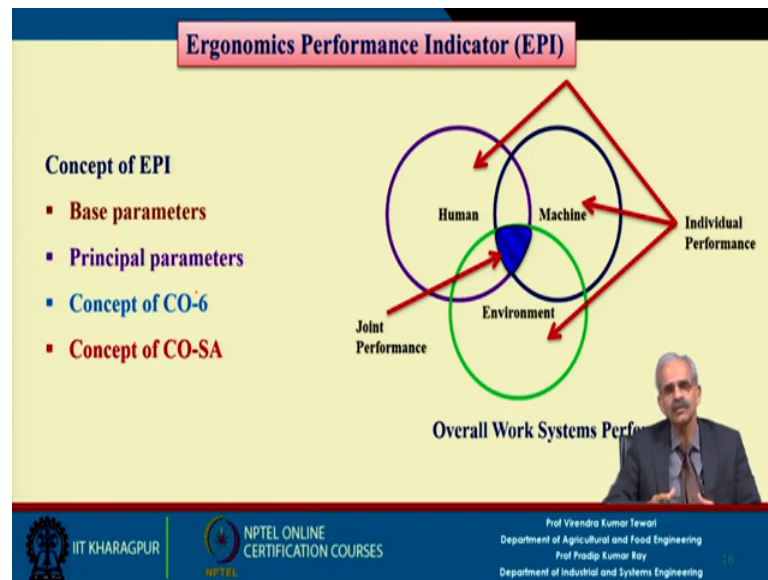 Ergonomics Performance Indicator (EPI)
Concept of EPI
Base parameters
Principal parameters
Concept of CO-6
Concept of CO-SA
Human
Machine
Environment
Individual
Performance
Joint
Performance
Overall Work Systems
IIT KHARAGPUR
NPTEL
NPTEL ONLINE
CERTIFICATION COURSES
Prof Virendra Kumar Tewari
Department of Agricultural and Food Engineering
Prof Pradip Kumar Ray
Department of Industrial and Systems Engineering
16